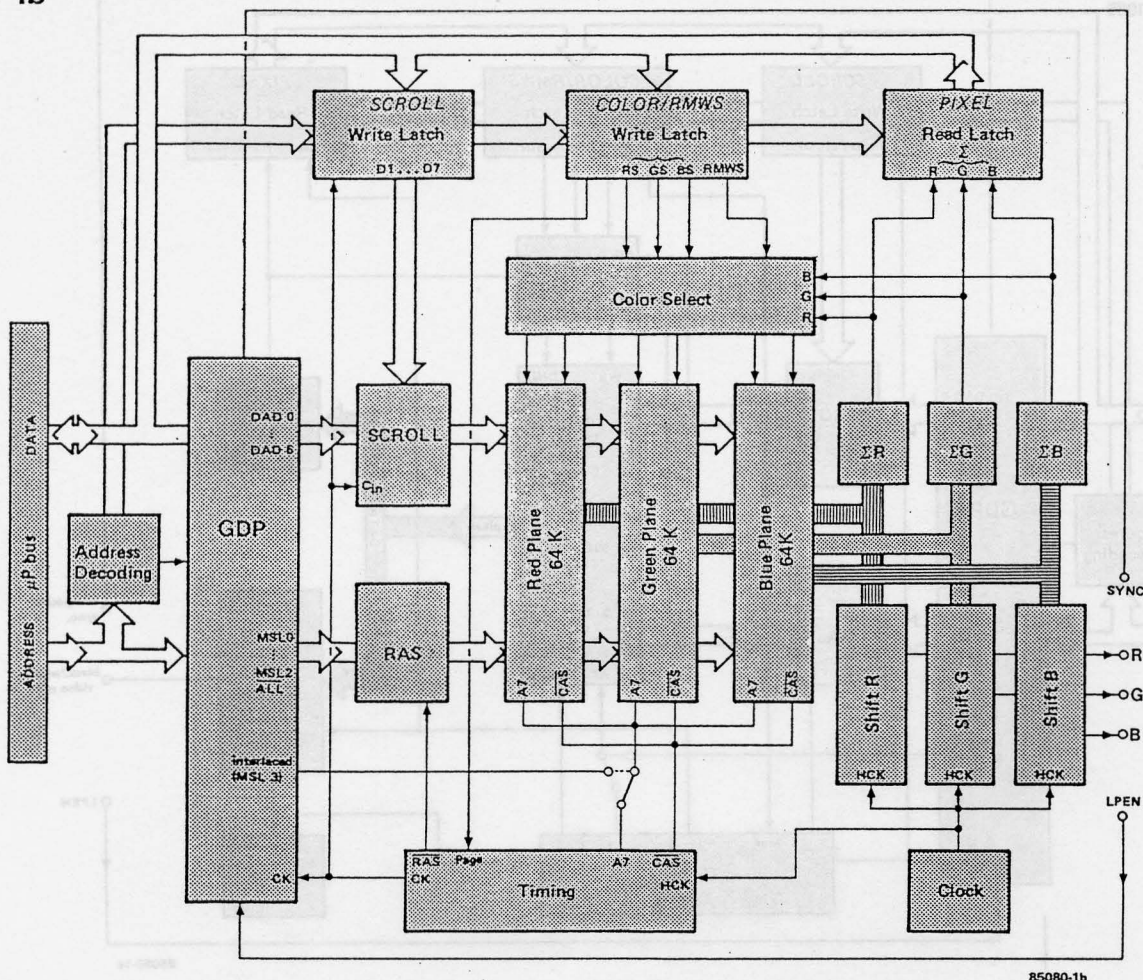 1b
SCROLL
Write Latch
D1...D7
COLOR/RMWS
Write Latch
RS GS BS RMWS
PIXEL
Read Latch
Σ
R G B
Color Select
B
G
R
ADDRESS µP bus DATA
Address
Decoding
GDP
DAD 0
DAD 6
MSL0
MSL2
ALL
interlaced
(MSL 3)
CK
SCROLL
Cin
RAS
Red Plane
64 K
A7 CAS
Green Plane
64 K
A7 CAS
Blue Plane
64 K
A7 CAS
ΣR
ΣG
ΣB
Shift R
HCK
Shift G
HCK
Shift B
HCK
SYNC
R
G
B
LPEN
RAS
CK
Page
A7
CAS
HCK
Timing
Clock
85080-1b